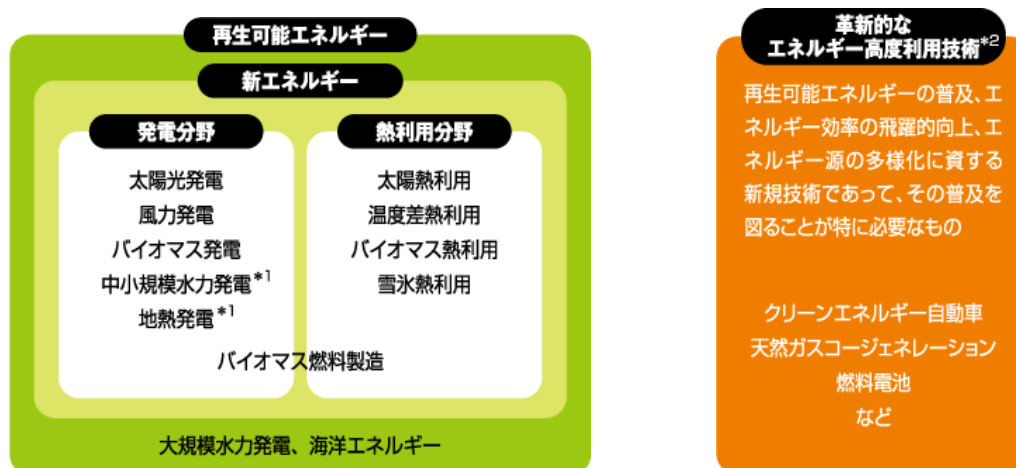 再生可能エネルギー
新エネルギー
発電分野
太陽光発電
風力発電
バイオマス発電
中小規模水力発電*1
地熱発電*1
熱利用分野
太陽熱利用
温度差熱利用
バイオマス熱利用
雪氷熱利用
バイオマス燃料製造
大規模水力発電、海洋エネルギー
革新的な
エネルギー高度利用技術*2
再生可能エネルギーの普及、エ
ネルギー効率の飛躍的向上、エ
ネルギー源の多様化に資する
新規技術であって、その普及を
図ることが特に必要なもの
クリーンエネルギー自動車
天然ガスコージェネレーション
燃料電池
など